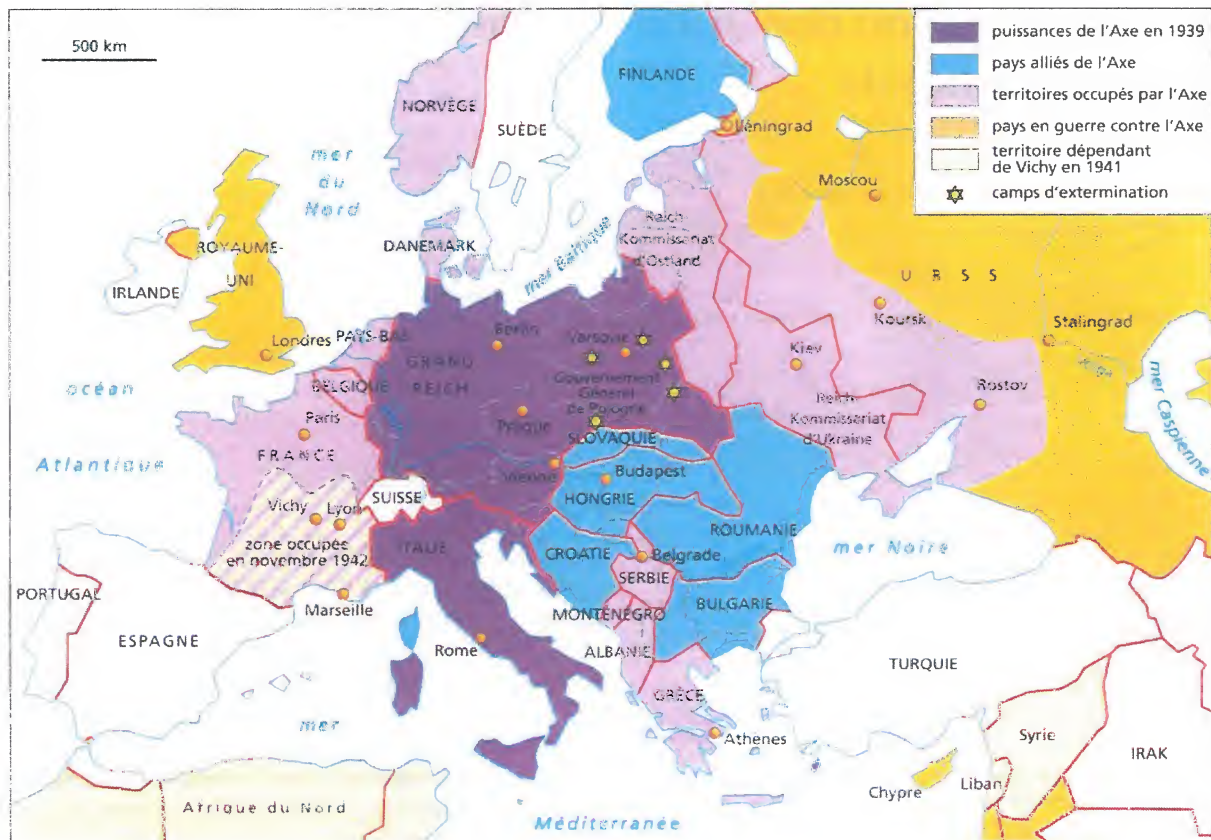 500 km
puissances de l'Axe en 1939
pays alliés de l'Axe
territoires occupés par l'Axe
pays en guerre contre l'Axe
territoire dépendant
de Vichy en 1941
camps d'extermination
FINLANDE
NORVÈGE
SUÈDE
Léningrad
mer
du
Nord
Moscou
ROYAUME-
UNI
DANEMARK
mer Baltique
Reich
Kommissariat
d'Ostland
IRLANDE
URSS
Londres
PAYS-BAS
Berlin
Varsovie
Koursk
Stalingrad
Kiev
Volga
océan
Atlantique
BELGIQUE
GRAND
REICH
Gouvernement
Général
de Pologne
Reich
Kommissariat
d'Ukraine
Rostov
mer Caspienne
Paris
FRANCE
Prague
SLOVAQUIE
Vienne
Budapest
Vichy
Lyon
SUISSE
HONGRIE
zone occupée
en novembre 1942
ITALIE
CROATIE
ROUMANIE
mer Noire
Belgrade
SERBIE
PORTUGAL
ESPAGNE
Marseille
MONTÉNÉGRO
BULGARIE
Rome
ALBANIE
TURQUIE
GRÈCE
mer
Athenes
Syrie
IRAK
Chypre
Liban
Afrique du Nord
Méditerranée